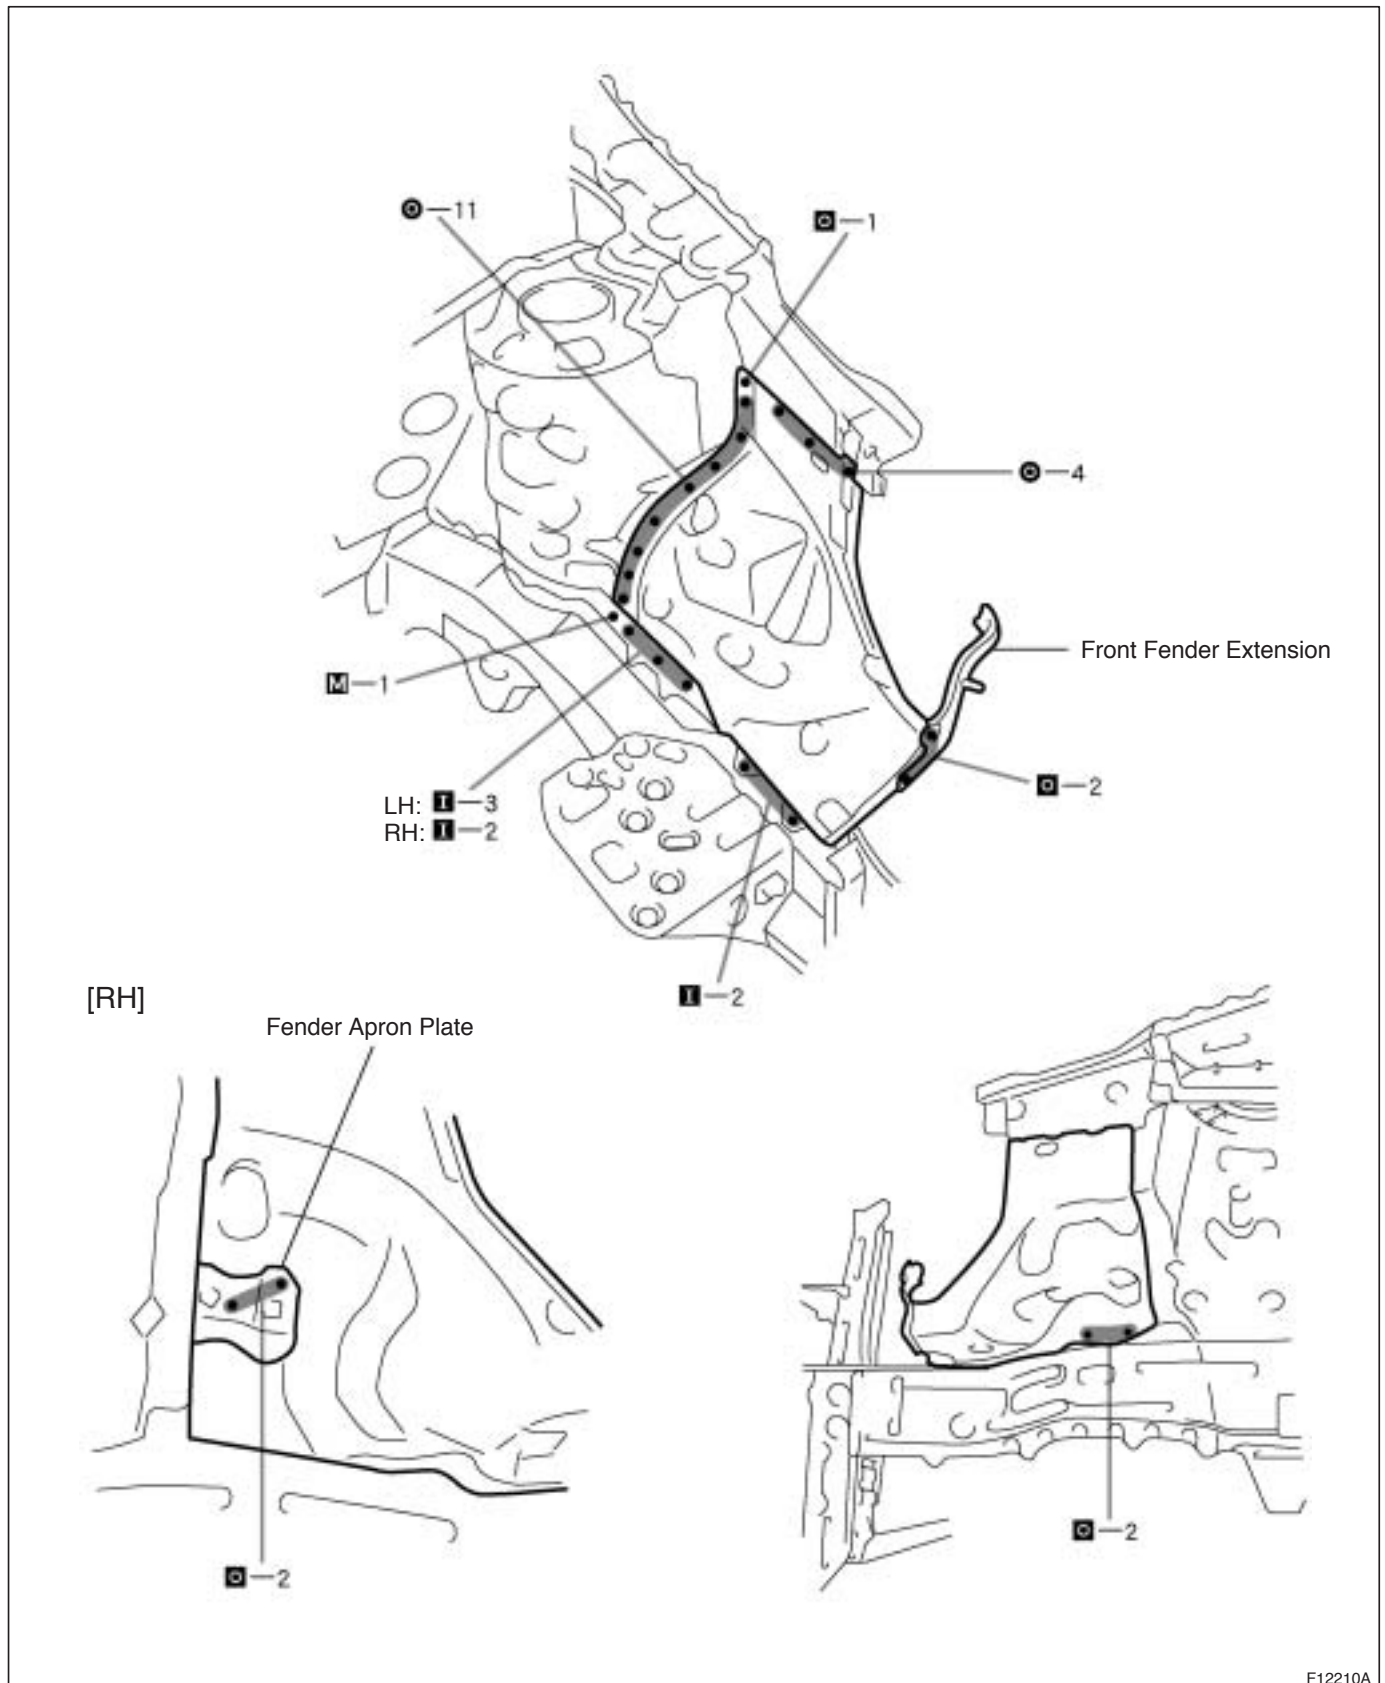 —11
—1
—4
Front Fender Extension
M—1
—2
LH: I—3
RH: I—2
I—2
[RH]
Fender Apron Plate
—2
—2
F12210A